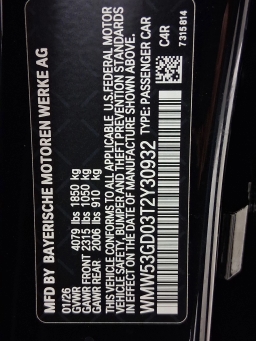 MFD BY BAYERISCHE MOTOREN WERKE AG
01/26
GVWR 4079 lbs 1850 kg
GAWR FRONT 2315 lbs 1050 kg
GAWR REAR 2006 lbs 910 kg
THIS VEHICLE CONFORMS TO ALL APPLICABLE U.S. FEDERAL MOTOR
VEHICLE SAFETY, BUMPER AND THEFT PREVENTION STANDARDS
IN EFFECT ON THE DATE OF MANUFACTURE SHOWN ABOVE.
WMW53GD03T2Y30932 TYPE: PASSENGER CAR
C4R
7 315 814